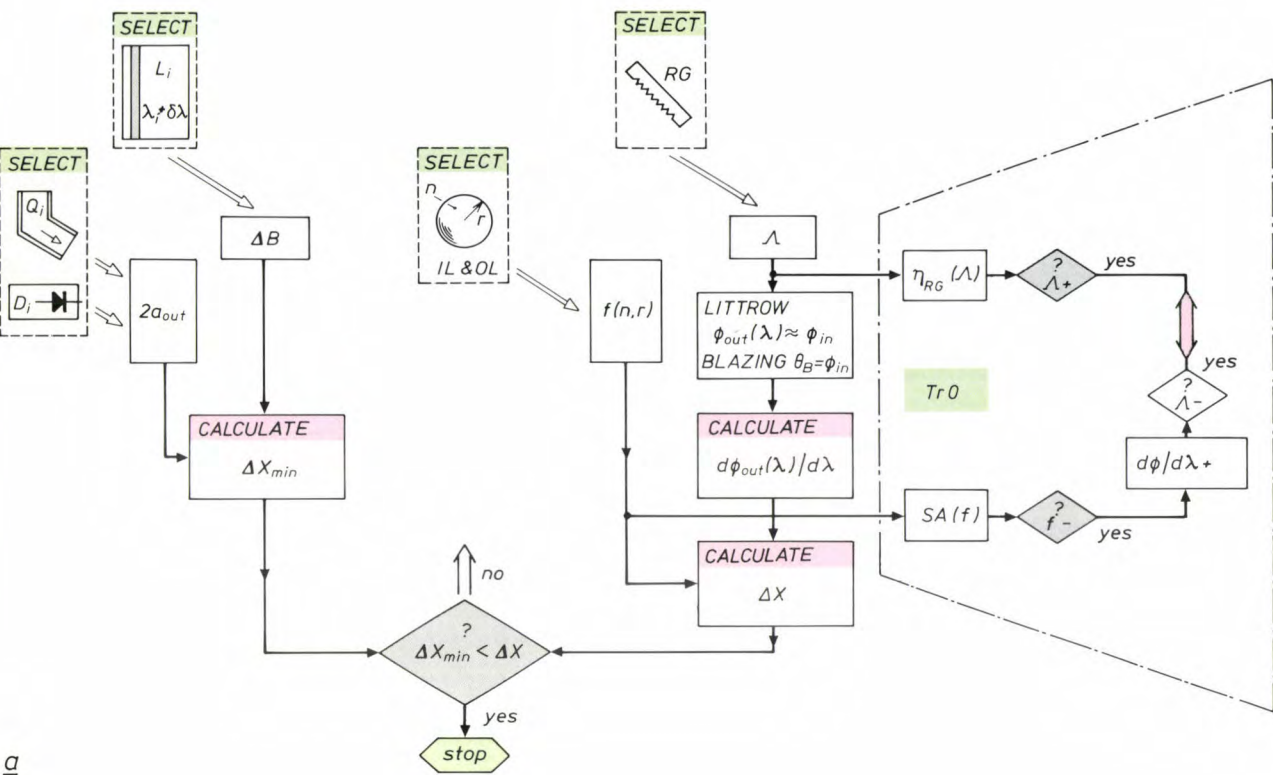 SELECT
L_i
λ_i ± δλ
SELECT
Q_i
D_i
ΔB
2a_out
CALCULATE
ΔX_min
SELECT
n
r
IL & OL
f(n,r)
SELECT
RG
Λ
LITTROW
ϕ_out(λ) ≈ ϕ_in
BLAZING θ_B=ϕ_in
CALCULATE
dϕ_out(λ)/dλ
CALCULATE
ΔX
η_RG(Λ)
?
Λ+
yes
yes
?
Λ-
Tr0
dϕ/dλ+
SA(f)
?
f-
yes
no
?
ΔX_min < ΔX
yes
stop
a